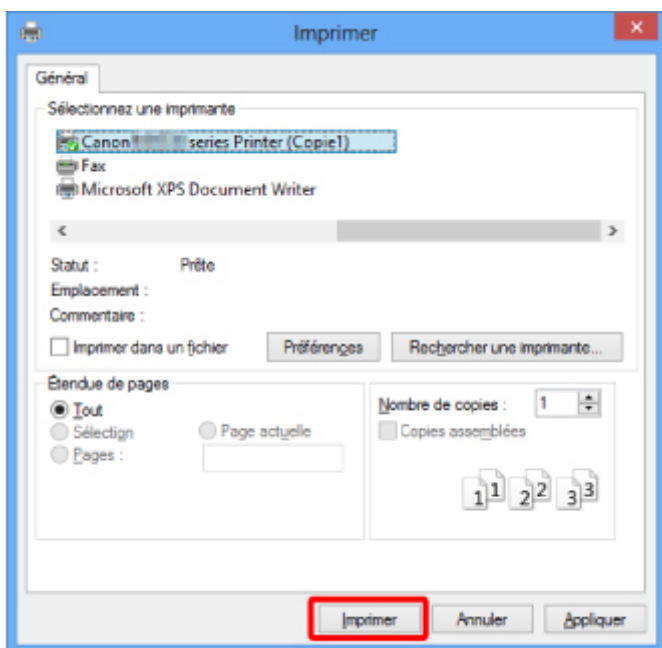 Imprimer
Général
Sélectionnez une imprimante
Canon series Printer (Copie1)
Fax
Microsoft XPS Document Writer
Statut : Prête
Emplacement :
Commentaire :
Imprimer dans un fichier Préférences Rechercher une imprimante...
Étendue de pages
Tout
Sélection Page actuelle
Pages :
Nombre de copies : 1
Copies assemblées
1 1 2 2 3 3
Imprimer Annuler Appliquer